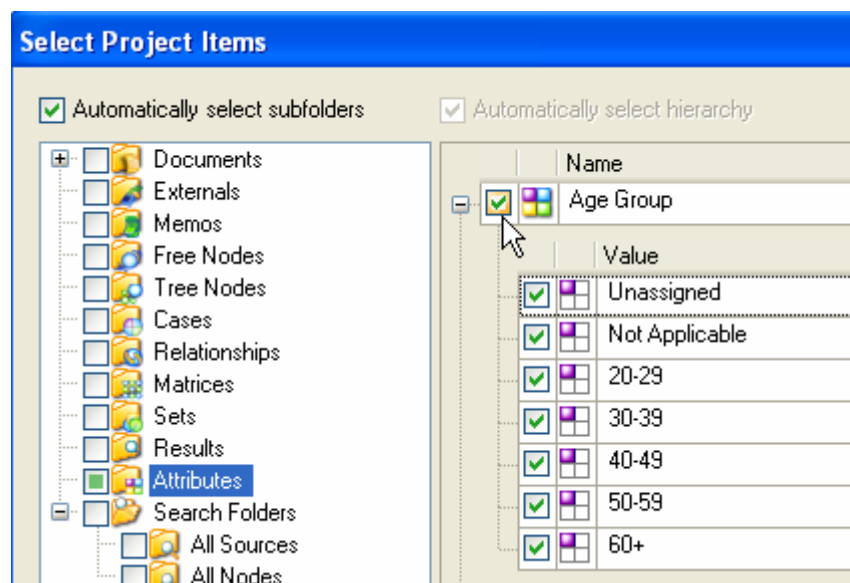 Select Project Items
Automatically select subfolders
Automatically select hierarchy
Documents
Externals
Memos
Free Nodes
Tree Nodes
Cases
Relationships
Matrices
Sets
Results
Attributes
Search Folders
All Sources
All Nodes
Name
Age Group
Value
Unassigned
Not Applicable
20-29
30-39
40-49
50-59
60+